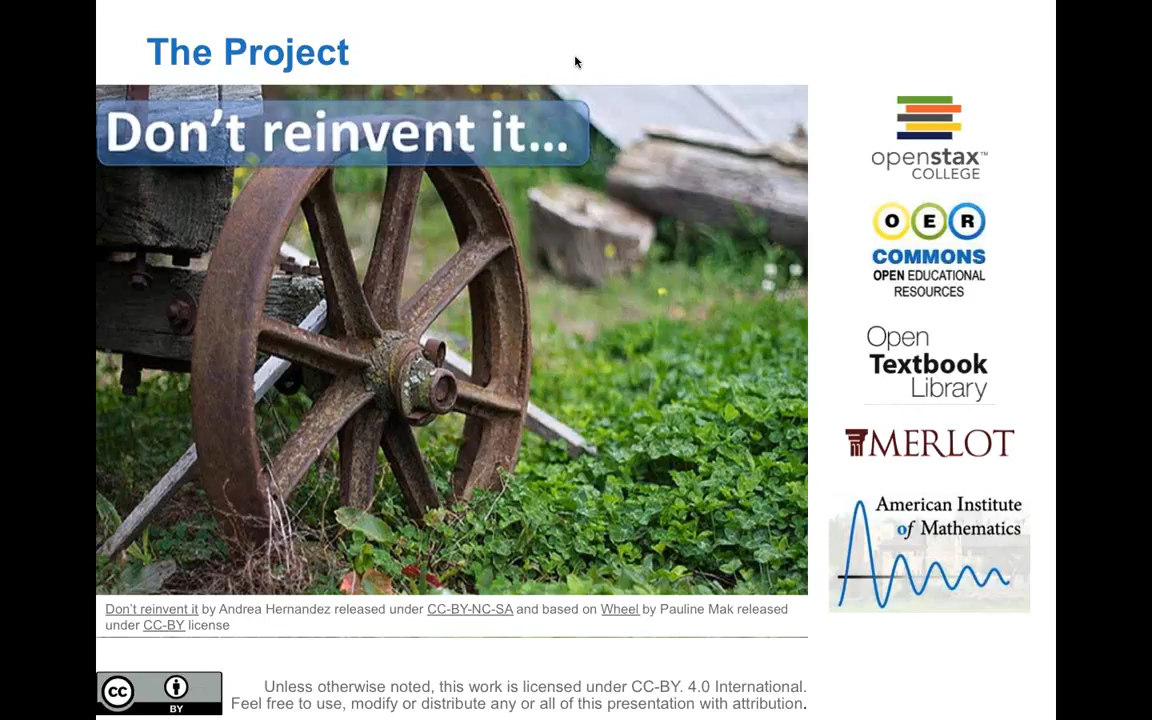 The Project
Don't reinvent it...
openstax™
COLLEGE
O E R
COMMONS
OPEN EDUCATIONAL
RESOURCES
Open
Textbook
Library
MERLOT
American Institute
of Mathematics
Don't reinvent it by Andrea Hernandez released under CC-BY-NC-SA and based on Wheel by Pauline Mak released
under CC-BY license
cc
BY
Unless otherwise noted, this work is licensed under CC-BY. 4.0 International.
Feel free to use, modify or distribute any or all of this presentation with attribution.